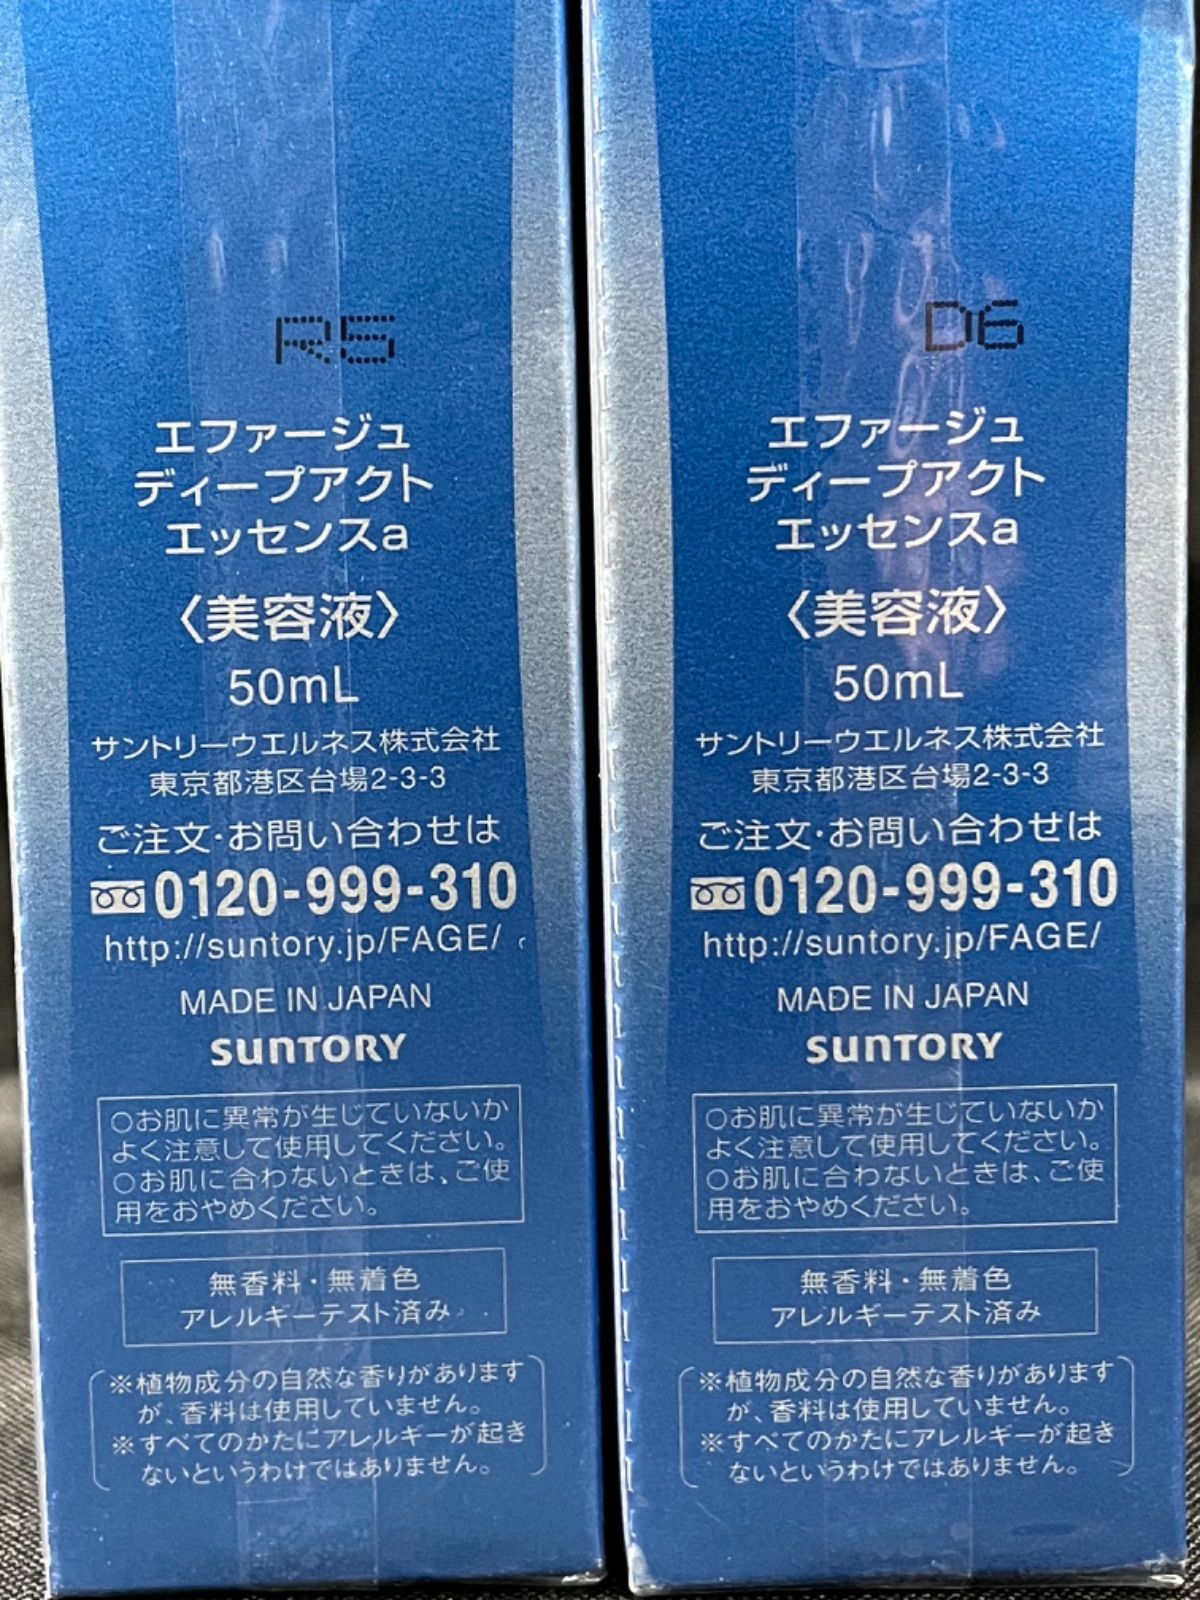 R5
エファージュ
ディープアクト
エッセンスa
〈美容液〉
50mL
サントリーウエルネス株式会社
東京都港区台場2-3-3
ご注文・お問い合わせは
0120-999-310
http://suntory.jp/FAGE/
MADE IN JAPAN
SUNTORY
○お肌に異常が生じていないか
よく注意して使用してください。
○お肌に合わないときは、ご使
用をおやめください。
無香料・無着色
アレルギーテスト済み
※植物成分の自然な香りがあります
が、香料は使用していません。
※すべてのかたにアレルギーが起き
ないというわけではありません。
D6
エファージュ
ディープアクト
エッセンスa
〈美容液〉
50mL
サントリーウエルネス株式会社
東京都港区台場2-3-3
ご注文・お問い合わせは
0120-999-310
http://suntory.jp/FAGE/
MADE IN JAPAN
SUNTORY
○お肌に異常が生じていないか
よく注意して使用してください。
○お肌に合わないときは、ご使
用をおやめください。
無香料・無着色
アレルギーテスト済み
※植物成分の自然な香りがあります
が、香料は使用していません。
※すべてのかたにアレルギーが起き
ないというわけではありません。